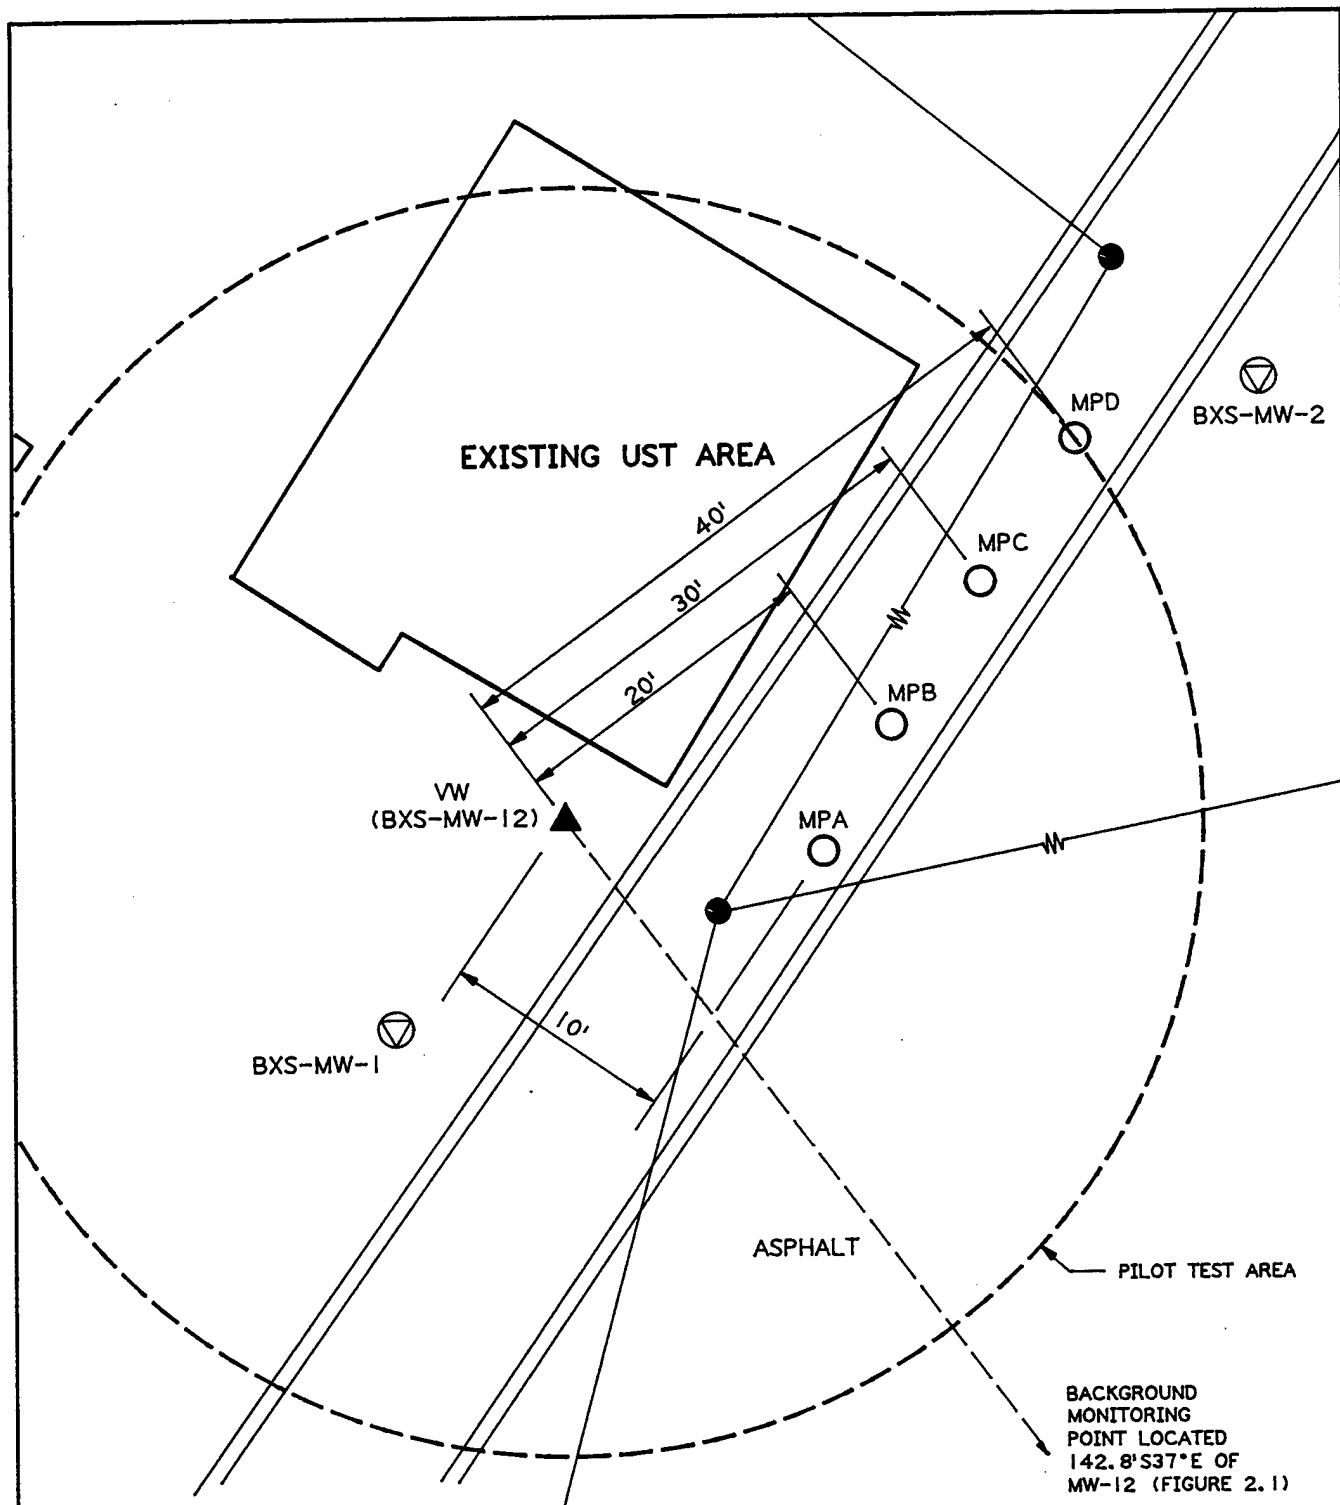 MPD
BXS-MW-2
EXISTING UST AREA
40'
MPC
30'
20'
MPB
VW
(BXS-MW-12)
MPA
10'
BXS-MW-1
ASPHALT
PILOT TEST AREA
BACKGROUND
MONITORING
POINT LOCATED
142.8'S37°E OF
MW-12 (FIGURE 2.1)